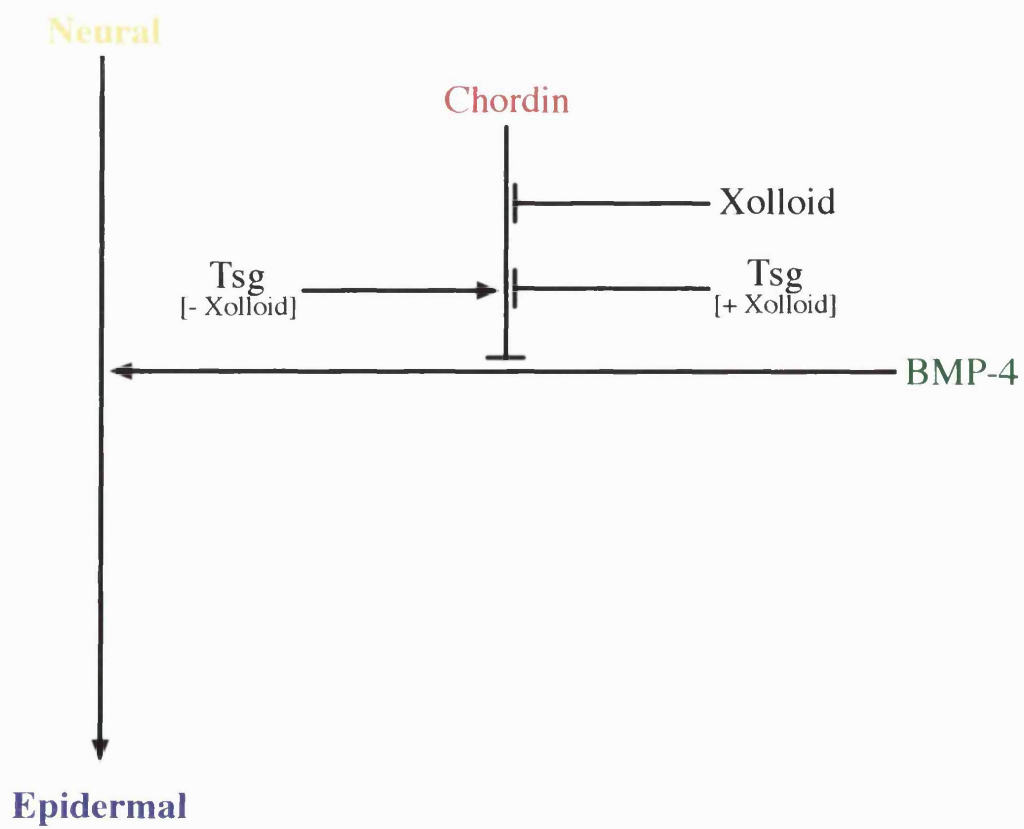 Neural
Chordin
Xolloid
Tsg
[- Xolloid]
Tsg
[+ Xolloid]
BMP-4
Epidermal